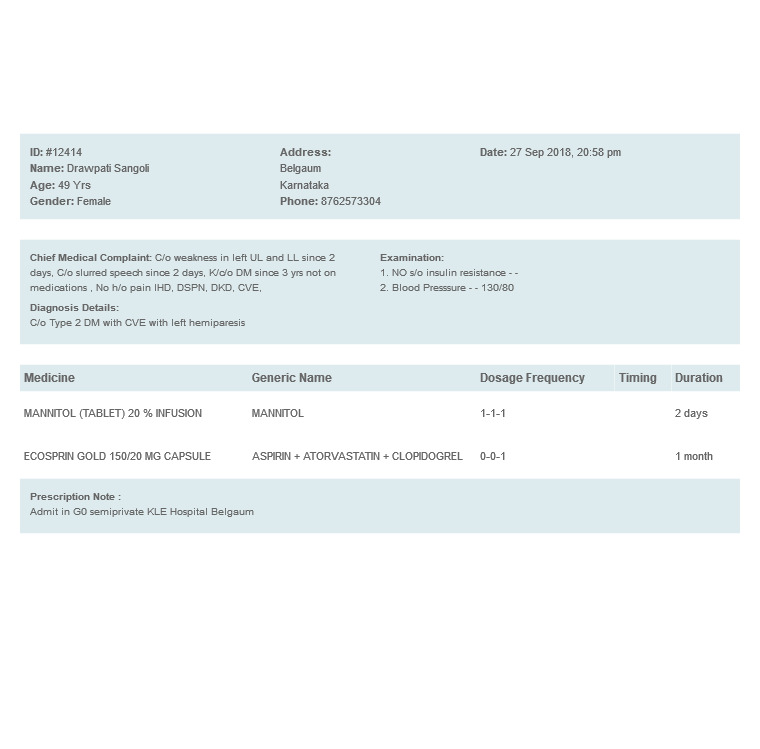 ID: #12414
Name: Drawpati Sangoli
Age: 49 Yrs
Gender: Female
Address:
Belgaum
Karnataka
Phone: 8762573304
Date: 27 Sep 2018, 20:58 pm
Chief Medical Complaint: C/o weakness in left UL and LL since 2
days, C/o slurred speech since 2 days, K/c/o DM since 3 yrs not on
medications , No h/o pain IHD, DSPN, DKD, CVE,
Diagnosis Details:
C/o Type 2 DM with CVE with left hemiparesis
Examination:
1. NO s/o insulin resistance - -
2. Blood Presssure - - 130/80
Medicine Generic Name Dosage Frequency Timing Duration
MANNITOL (TABLET) 20 % INFUSION MANNITOL 1-1-1 2 days
ECOSPRIN GOLD 150/20 MG CAPSULE ASPIRIN + ATORVASTATIN + CLOPIDOGREL 0-0-1 1 month
Prescription Note :
Admit in G0 semiprivate KLE Hospital Belgaum